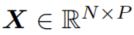 X ∈ ℝ^{N×P}